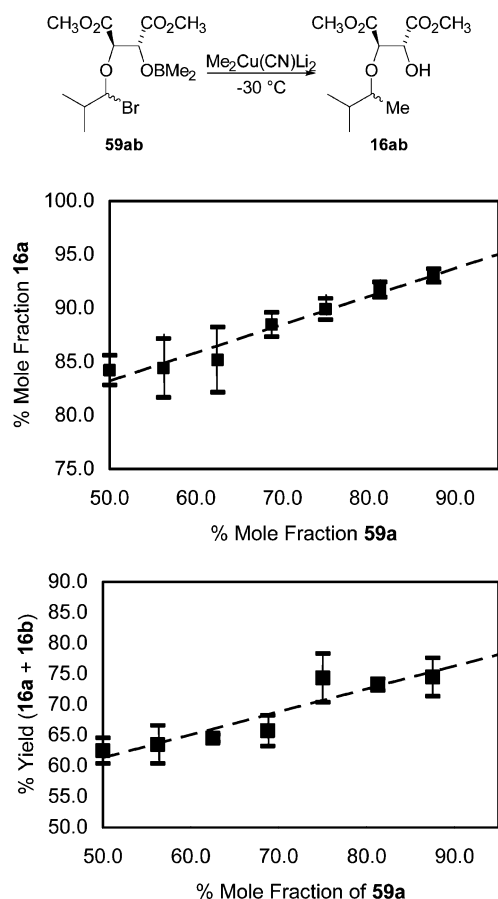 CH₃O₂C CO₂CH₃ CH₃O₂C CO₂CH₃
O OBMe₂ Me₂Cu(CN)Li₂ O OH
-30 °C
Br Me
59ab 16ab
% Mole Fraction 16a
100.0
95.0
90.0
85.0
80.0
75.0
50.0 60.0 70.0 80.0 90.0
% Mole Fraction 59a
% Yield (16a + 16b)
90.0
80.0
75.0
70.0
65.0
60.0
55.0
50.0
50.0 60.0 70.0 80.0 90.0
% Mole Fraction of 59a